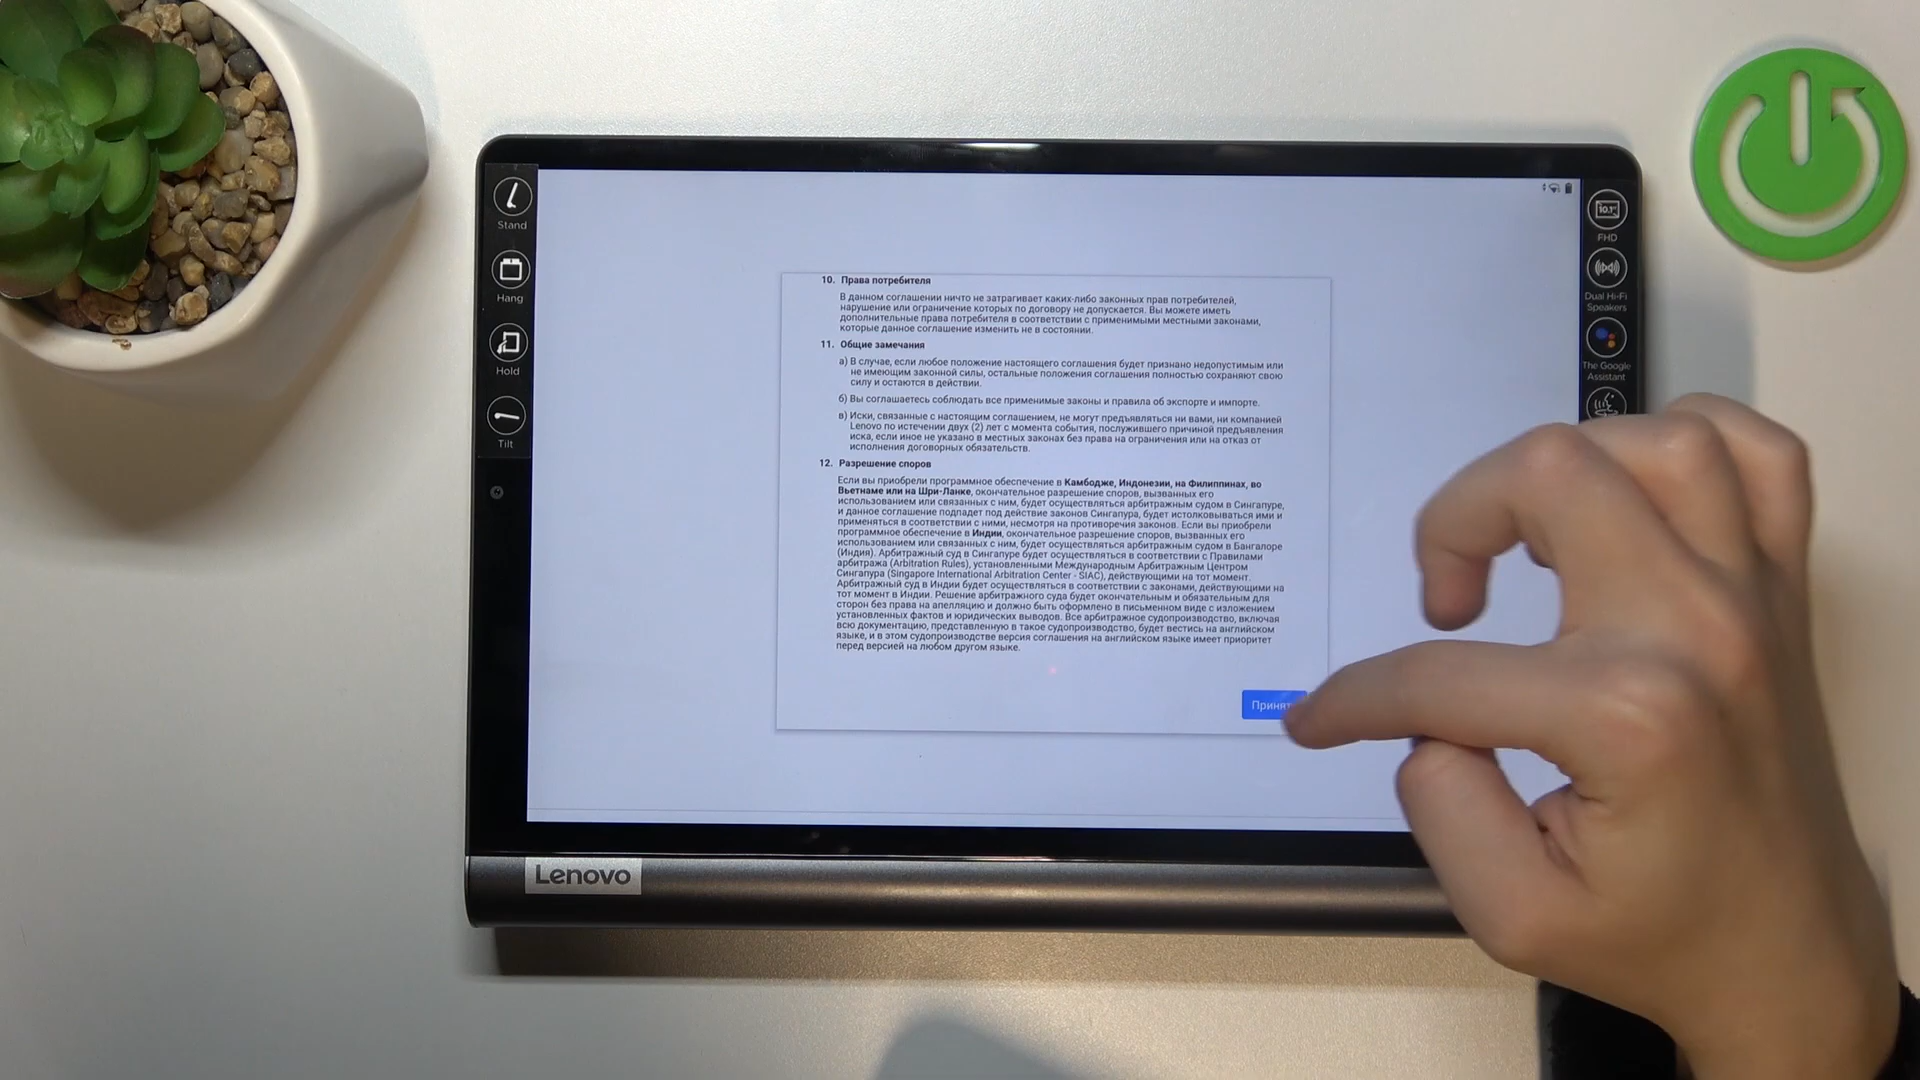 Stand
Hang
Hold
Tilt
10. Права потребителя
В данном соглашении ничто не затрагивает каких-либо законных прав потребителей,
нарушение или ограничение которых по договору не допускается. Вы можете иметь
дополнительные права потребителя в соответствии с применимыми местными законами,
которые данное соглашение изменить не в состоянии.
11. Общие замечания
а) В случае, если любое положение настоящего соглашения будет признано недопустимым или
не имеющим законной силы, остальные положения соглашения полностью сохраняют свою
силу и остаются в действии.
б) Вы соглашаетесь соблюдать все применимые законы и правила об экспорте и импорте.
в) Иски, связанные с настоящим соглашением, не могут предъявляться ни вами, ни компанией
Lenovo по истечении двух (2) лет с момента события, послужившего причиной предъявления
иска, если иное не указано в местных законах без права на ограничения или на отказ от
исполнения договорных обязательств.
12. Разрешение споров
Если вы приобрели программное обеспечение в Камбодже, Индонезии, на Филиппинах, во
Вьетнаме или на Шри-Ланке, окончательное разрешение споров, вызванных его
использованием или связанных с ним, будет осуществляться арбитражным судом в Сингапуре,
и данное соглашение подпадет под действие законов Сингапура, будет истолковываться ими и
применяться в соответствии с ними, несмотря на противоречия законов. Если вы приобрели
программное обеспечение в Индии, окончательное разрешение споров, вызванных его
использованием или связанных с ним, будет осуществляться арбитражным судом в Бангалоре
(Индия). Арбитражный суд в Сингапуре будет осуществляться в соответствии с Правилами
арбитража (Arbitration Rules), установленными Международным Арбитражным Центром
Сингапура (Singapore International Arbitration Center - SIAC), действующими на тот момент.
Арбитражный суд в Индии будет осуществляться в соответствии с законами, действующими на
тот момент в Индии. Решение арбитражного суда будет окончательным и обязательным для
сторон без права на апелляцию и должно быть оформлено в письменном виде с изложением
установленных фактов и юридических выводов. Все арбитражное судопроизводство, включая
всю документацию, представленную в такое судопроизводство, будет вестись на английском
языке, и в этом судопроизводстве версия соглашения на английском языке имеет приоритет
перед версией на любом другом языке.
Принят
10.1"
FHD
Dual Hi-Fi
Speakers
The Google
Assistant
Lenovo